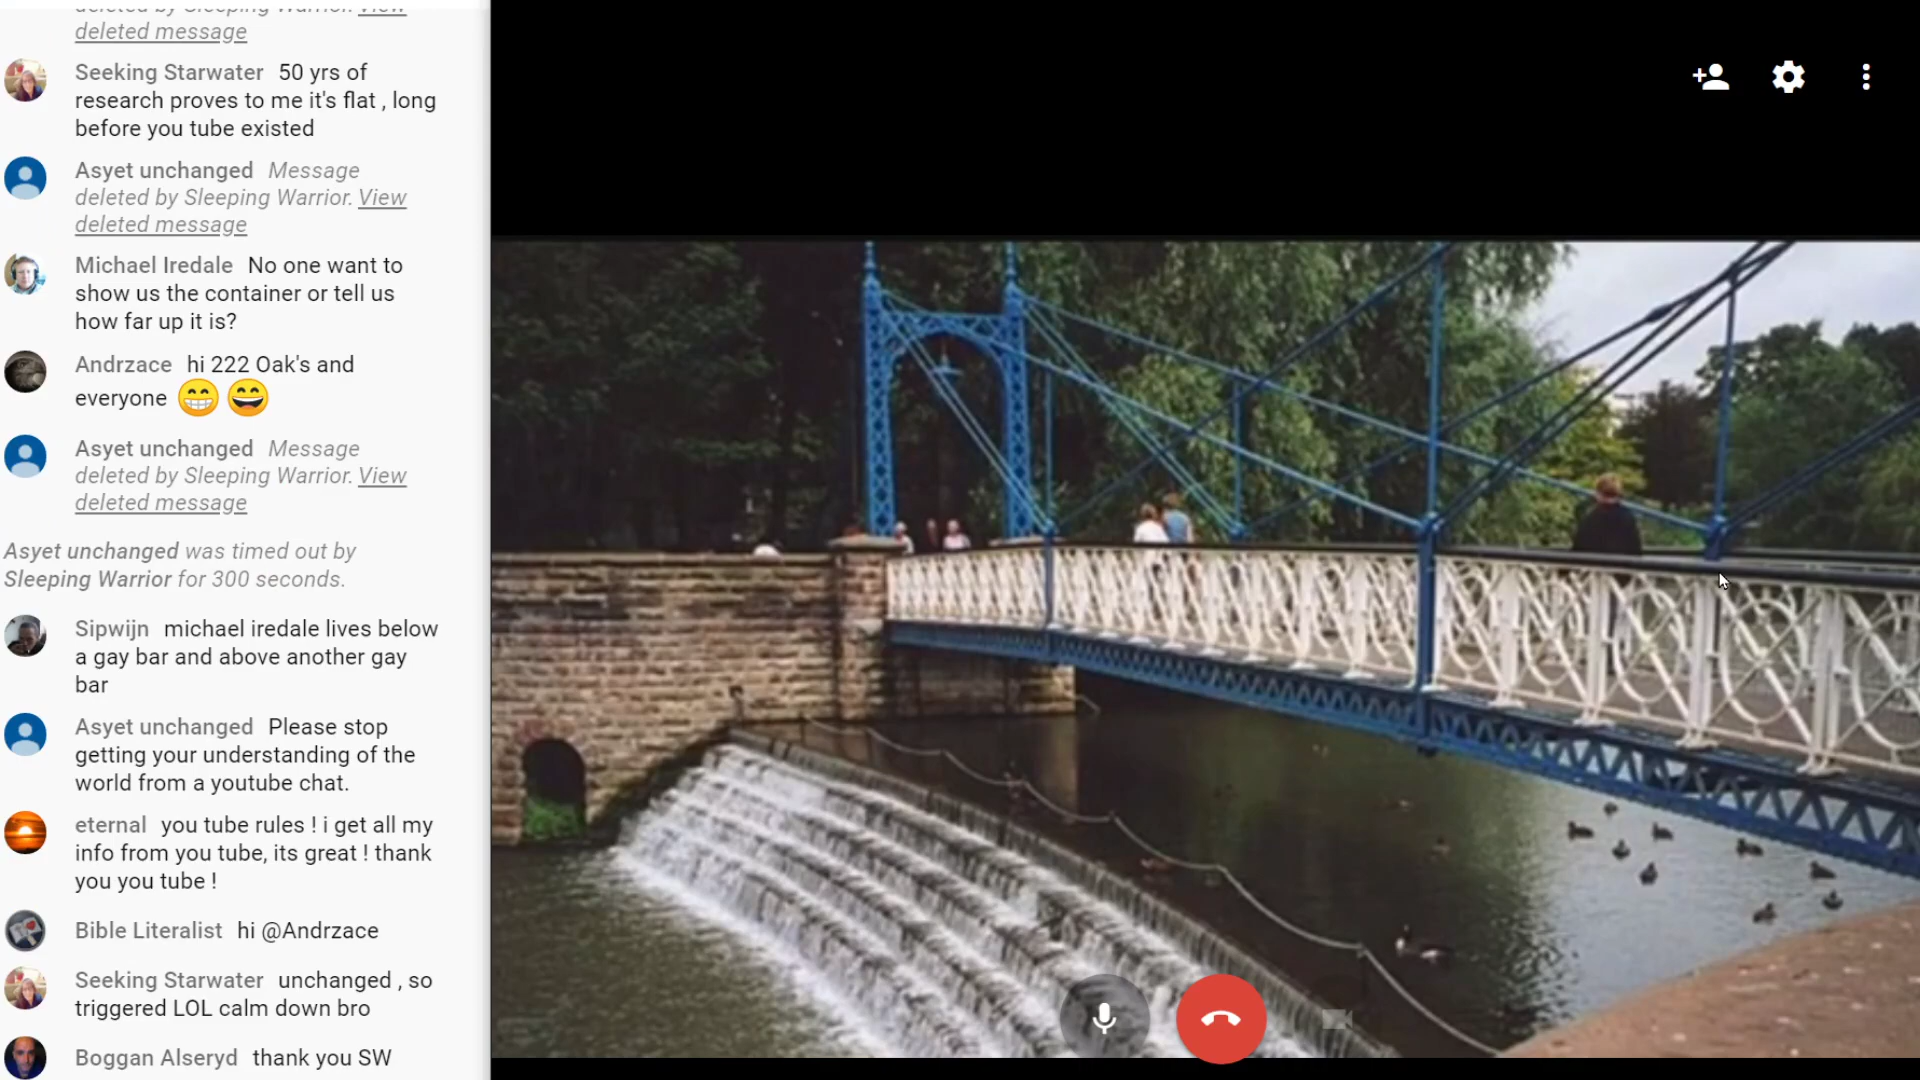 deleted by Sleeping Warrior. View
deleted message
Seeking Starwater 50 yrs of
research proves to me it's flat , long
before you tube existed
Asyet unchanged Message
deleted by Sleeping Warrior. View
deleted message
Michael Iredale No one want to
show us the container or tell us
how far up it is?
Andrzace hi 222 Oak's and
everyone 😁 😄
Asyet unchanged Message
deleted by Sleeping Warrior. View
deleted message
Asyet unchanged was timed out by
Sleeping Warrior for 300 seconds.
Sipwijn michael iredale lives below
a gay bar and above another gay
bar
Asyet unchanged Please stop
getting your understanding of the
world from a youtube chat.
eternal you tube rules ! i get all my
info from you tube, its great ! thank
you you tube !
Bible Literalist hi @Andrzace
Seeking Starwater unchanged , so
triggered LOL calm down bro
Boggan Alseryd thank you SW